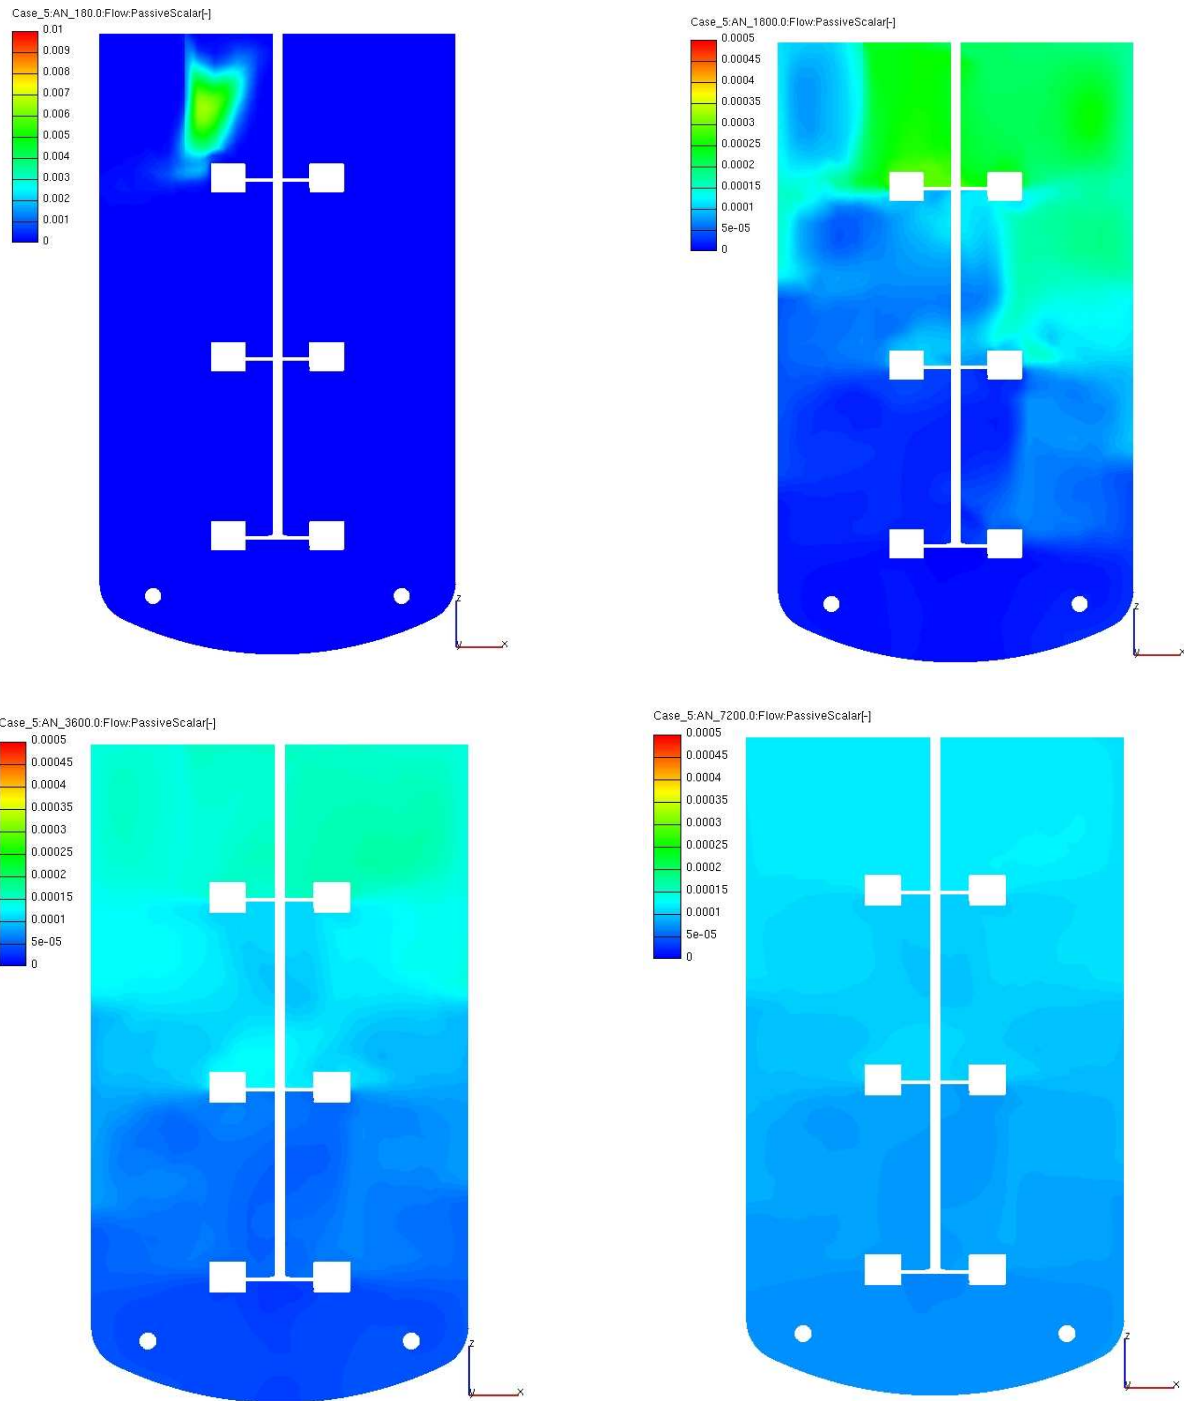 Case_5:AN_180.0:Flow:PassiveScalar[-]
0.01
0.009
0.008
0.007
0.006
0.005
0.004
0.003
0.002
0.001
0
z
y
x
Case_5:AN_1800.0:Flow:PassiveScalar[-]
0.0005
0.00045
0.0004
0.00035
0.0003
0.00025
0.0002
0.00015
0.0001
5e-05
0
z
y
x
Case_5:AN_3600.0:Flow:PassiveScalar[-]
0.0005
0.00045
0.0004
0.00035
0.0003
0.00025
0.0002
0.00015
0.0001
5e-05
0
z
y
x
Case_5:AN_7200.0:Flow:PassiveScalar[-]
0.0005
0.00045
0.0004
0.00035
0.0003
0.00025
0.0002
0.00015
0.0001
5e-05
0
z
y
x